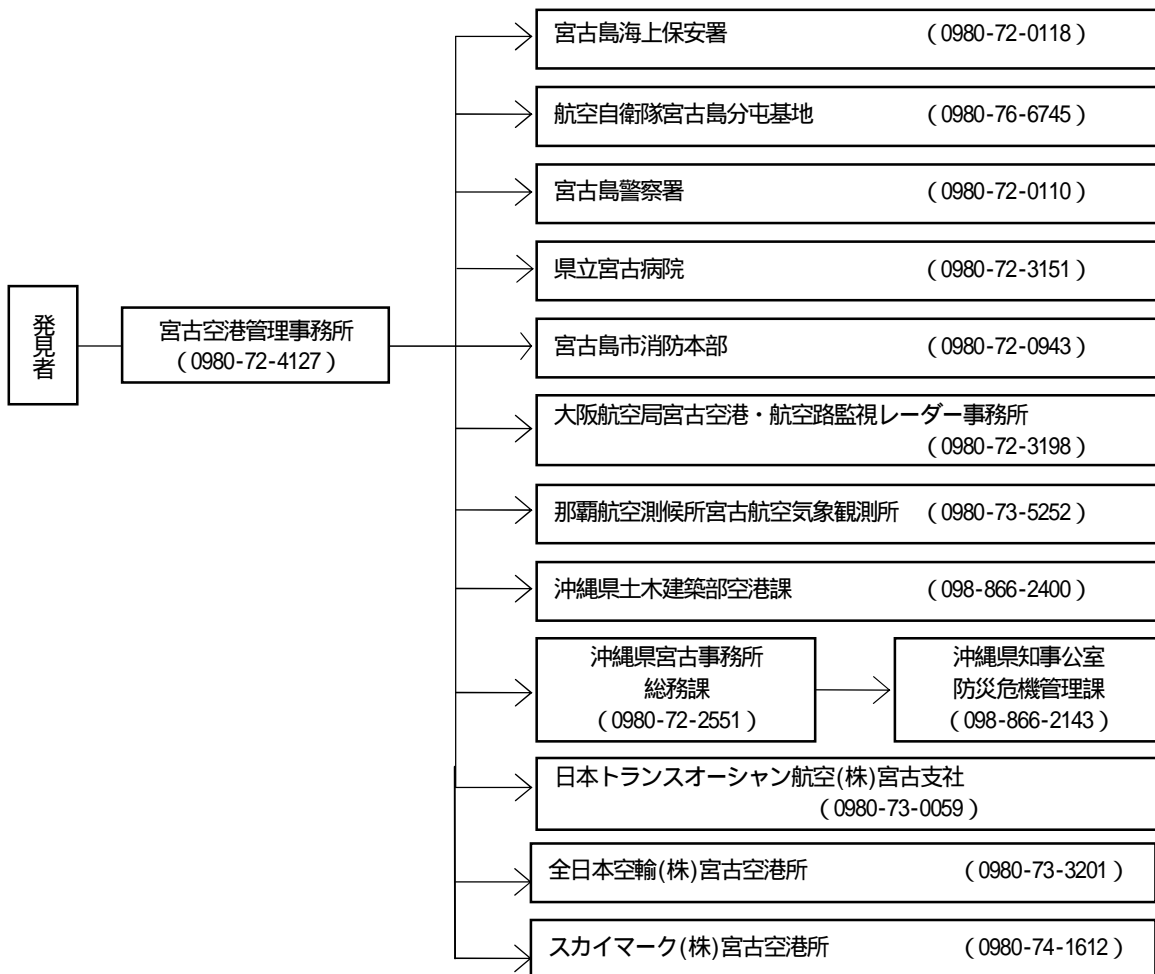 発見者
宮古空港管理事務所
（0980-72-4127）
宮古島海上保安署 （0980-72-0118）
航空自衛隊宮古島分屯基地 （0980-76-6745）
宮古島警察署 （0980-72-0110）
県立宮古病院 （0980-72-3151）
宮古島市消防本部 （0980-72-0943）
大阪航空局宮古空港・航空路監視レーダー事務所
（0980-72-3198）
那覇航空測候所宮古航空気象観測所 （0980-73-5252）
沖縄県土木建築部空港課 （098-866-2400）
沖縄県宮古事務所
総務課
（0980-72-2551）
沖縄県知事公室
防災危機管理課
（098-866-2143）
日本トランスオーシャン航空(株)宮古支社
（0980-73-0059）
全日本空輸(株)宮古空港所 （0980-73-3201）
スカイマーク(株)宮古空港所 （0980-74-1612）